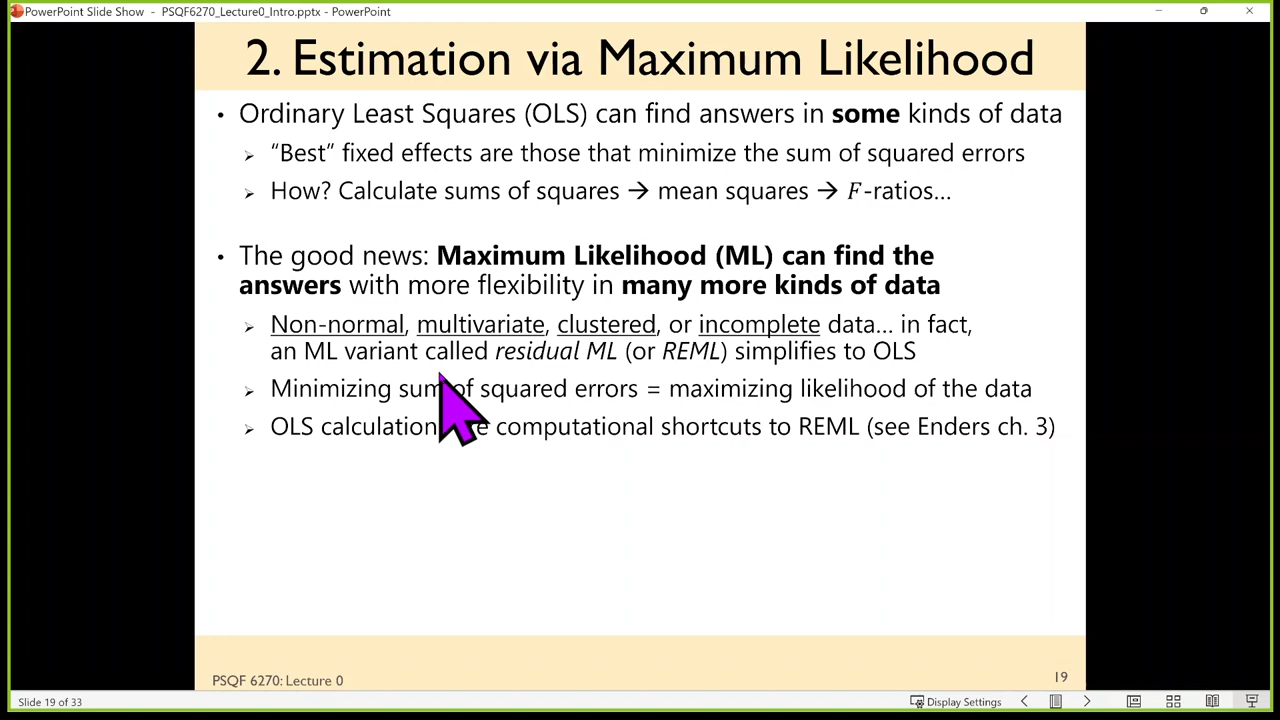 PowerPoint Slide Show - PSQF6270_Lecture0_Intro.pptx - PowerPoint
2. Estimation via Maximum Likelihood
• Ordinary Least Squares (OLS) can find answers in some kinds of data
➢ “Best” fixed effects are those that minimize the sum of squared errors
➢ How? Calculate sums of squares → mean squares → F-ratios…
• The good news: Maximum Likelihood (ML) can find the
answers with more flexibility in many more kinds of data
➢ Non-normal, multivariate, clustered, or incomplete data… in fact,
an ML variant called residual ML (or REML) simplifies to OLS
➢ Minimizing sum of squared errors = maximizing likelihood of the data
➢ OLS calculation computational shortcuts to REML (see Enders ch. 3)
PSQF 6270: Lecture 0
19
Slide 19 of 33
Display Settings